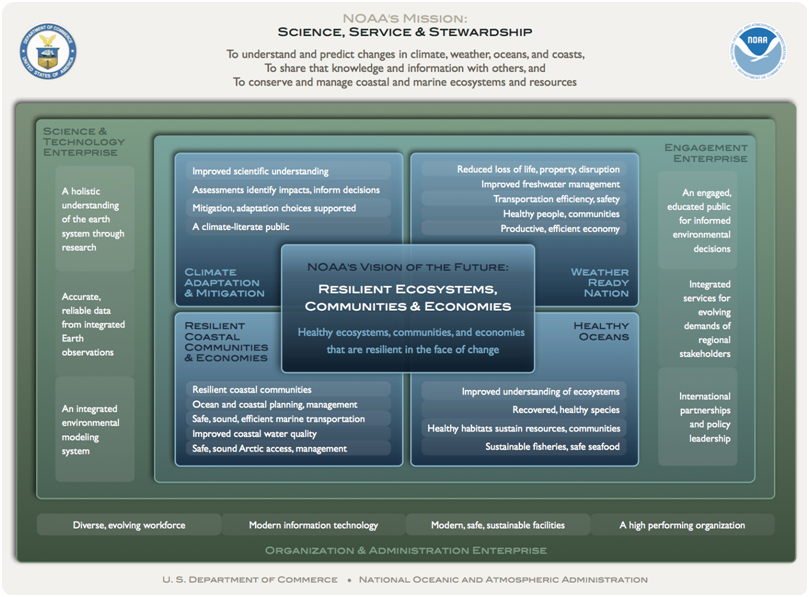 NOAA's Mission:
Science, Service & Stewardship
To understand and predict changes in climate, weather, oceans, and coasts,
To share that knowledge and information with others, and
To conserve and manage coastal and marine ecosystems and resources
DEPARTMENT OF COMMERCE
UNITED STATES OF AMERICA
NOAA
Science &
Technology
Enterprise
A holistic
understanding
of the earth
system through
research
Accurate,
reliable data
from integrated
Earth
observations
An integrated
environmental
modeling
system
Improved scientific understanding
Assessments identify impacts, inform decisions
Mitigation, adaptation choices supported
A climate-literate public
Climate
Adaptation
& Mitigation
Reduced loss of life, property, disruption
Improved freshwater management
Transportation efficiency, safety
Healthy people, communities
Productive, efficient economy
Weather
Ready
Nation
NOAA's Vision of the Future:
Resilient Ecosystems,
Communities & Economies
Healthy ecosystems, communities, and economies
that are resilient in the face of change
Resilient
Coastal
Communities
& Economies
Resilient coastal communities
Ocean and coastal planning, management
Safe, sound, efficient marine transportation
Improved coastal water quality
Safe, sound Arctic access, management
Healthy
Oceans
Improved understanding of ecosystems
Recovered, healthy species
Healthy habitats sustain resources, communities
Sustainable fisheries, safe seafood
Engagement
Enterprise
An engaged,
educated public
for informed
environmental
decisions
Integrated
services for
evolving
demands of
regional
stakeholders
International
partnerships
and policy
leadership
Diverse, evolving workforce
Modern information technology
Modern, safe, sustainable facilities
A high performing organization
Organization & Administration Enterprise
U. S. Department of Commerce • National Oceanic and Atmospheric Administration